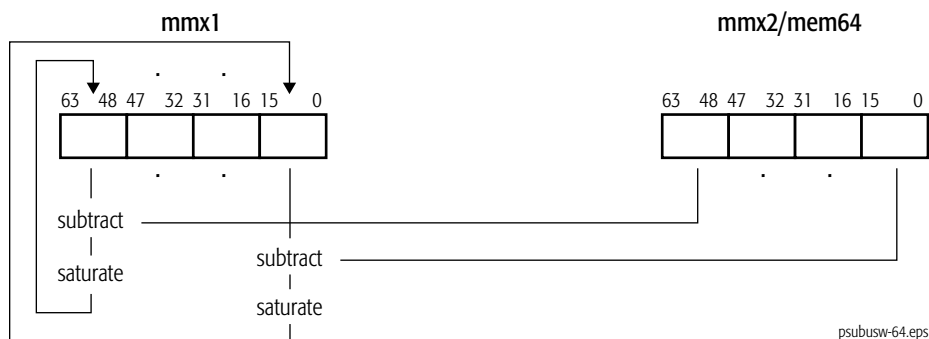 mmx1 mmx2/mem64
. . . .
63 48 47 32 31 16 15 0 63 48 47 32 31 16 15 0
. . . .
subtract
subtract
saturate
saturate
psubusw-64.eps